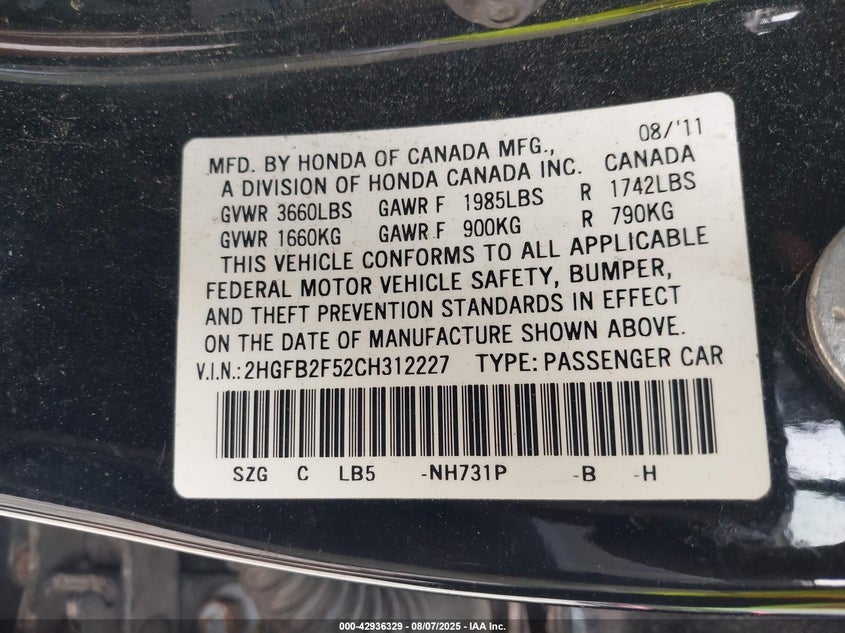 08/'11
MFD. BY HONDA OF CANADA MFG.,
A DIVISION OF HONDA CANADA INC. CANADA
GVWR 3660LBS GAWR F 1985LBS R 1742LBS
GVWR 1660KG GAWR F 900KG R 790KG
THIS VEHICLE CONFORMS TO ALL APPLICABLE
FEDERAL MOTOR VEHICLE SAFETY, BUMPER,
AND THEFT PREVENTION STANDARDS IN EFFECT
ON THE DATE OF MANUFACTURE SHOWN ABOVE.
V.I.N.: 2HGFB2F52CH312227 TYPE: PASSENGER CAR
SZG C LB5 -NH731P -B -H
000-42936329 - 08/07/2025 - IAA Inc.